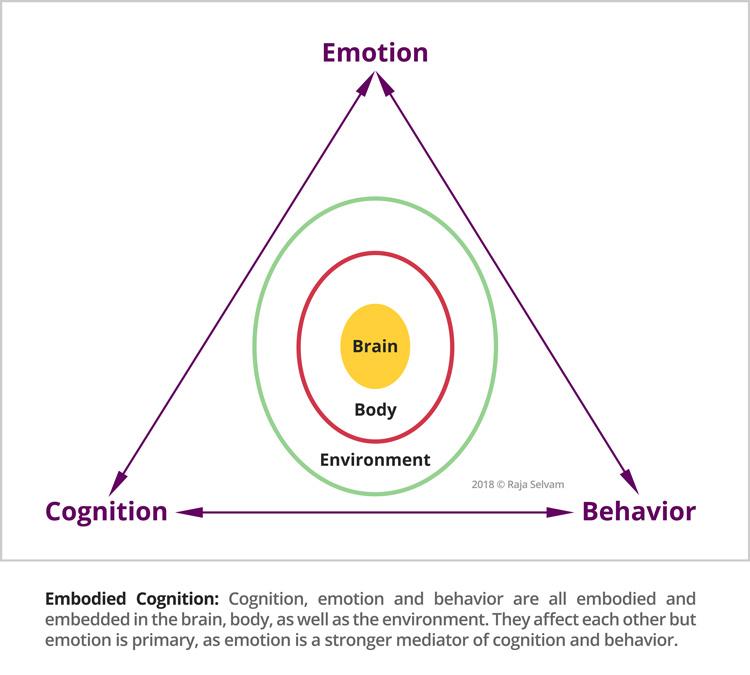 Emotion
Brain
Body
Environment
2018 © Raja Selvam
Cognition
Behavior
Embodied Cognition: Cognition, emotion and behavior are all embodied and
embedded in the brain, body, as well as the environment. They affect each other but
emotion is primary, as emotion is a stronger mediator of cognition and behavior.